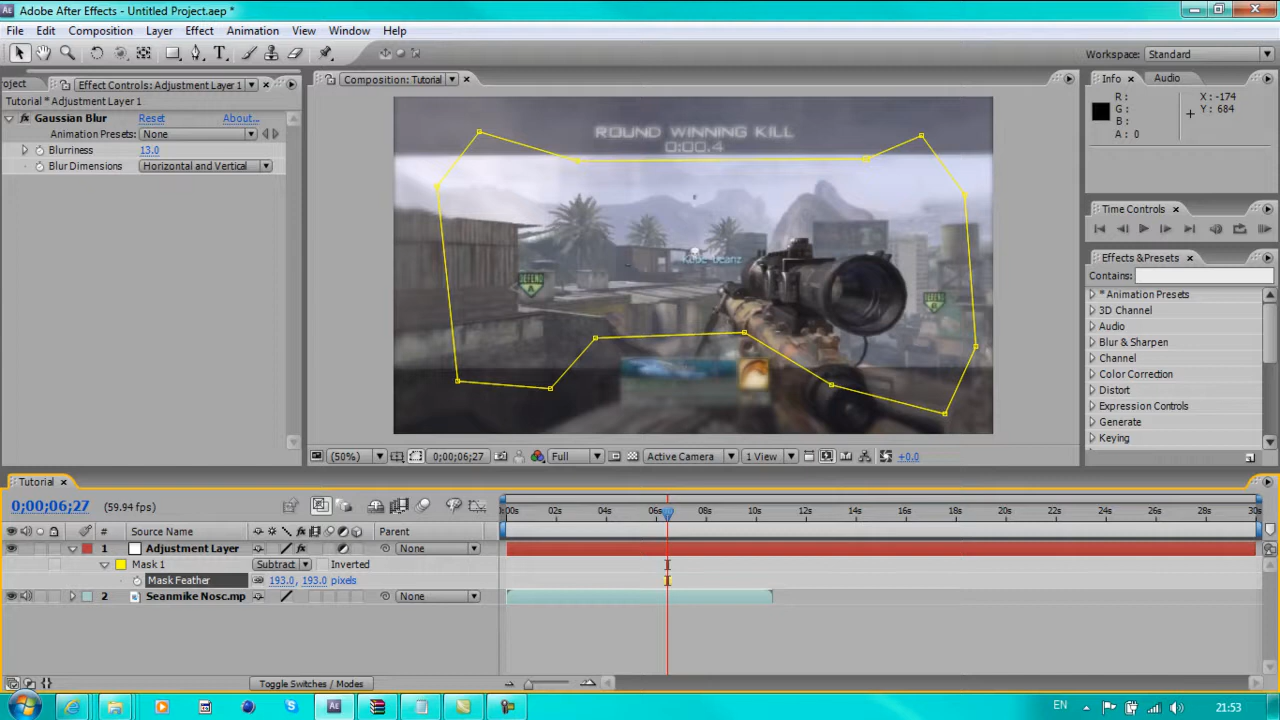 Adobe After Effects - Untitled Project.aep *
File Edit Composition Layer Effect Animation View Window Help
Workspace: Standard
roject Effect Controls: Adjustment Layer 1
Tutorial * Adjustment Layer 1
Gaussian Blur Reset About...
Animation Presets: None
Blurriness 13.0
Blur Dimensions Horizontal and Vertical
Composition: Tutorial
ROUND WINNING KILL
0:00.4
DEFEND
A
DEFEND
B
(50%) 0;00;06;27 Full Active Camera 1 View +0.0
Info Audio
R :
G :
B :
A : 0
X : -174
Y : 684
Time Controls
Effects & Presets
Contains:
* Animation Presets
3D Channel
Audio
Blur & Sharpen
Channel
Color Correction
Distort
Expression Controls
Generate
Keying
Tutorial
0;00;06;27 (59.94 fps)
:00s 02s 04s 06s 08s 10s 12s 14s 16s 18s 20s 22s 24s 26s 28s 30s
# Source Name Parent
1 Adjustment Layer None
Mask 1 Subtract Inverted
Mask Feather 193.0, 193.0 pixels
2 Seanmike Nosc.mp None
Toggle Switches / Modes
EN 21:53